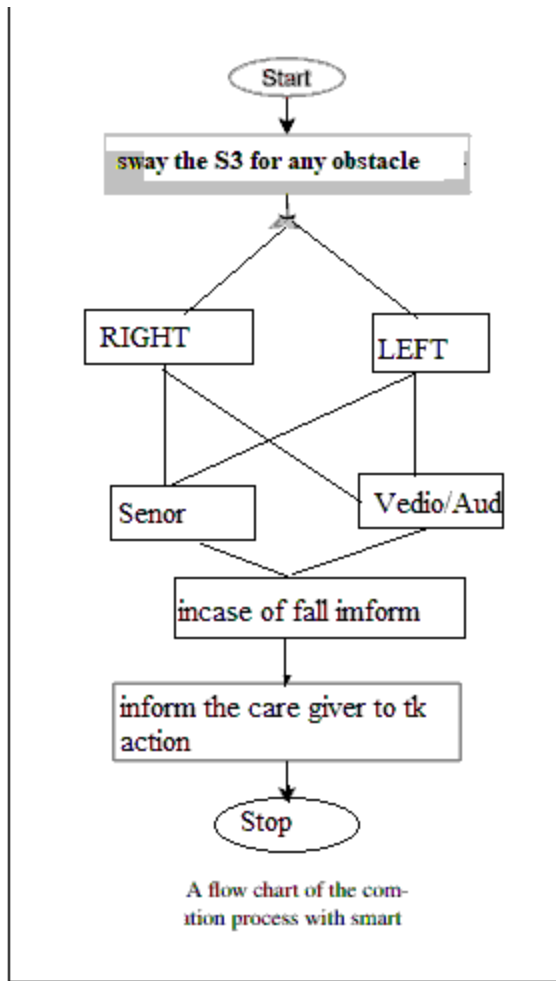 Start
sway the S3 for any obstacle
RIGHT
LEFT
Senor
Vedio/Aud
incase of fall imform
inform the care giver to tk
action
Stop
A flow chart of the com-
ation process with smart